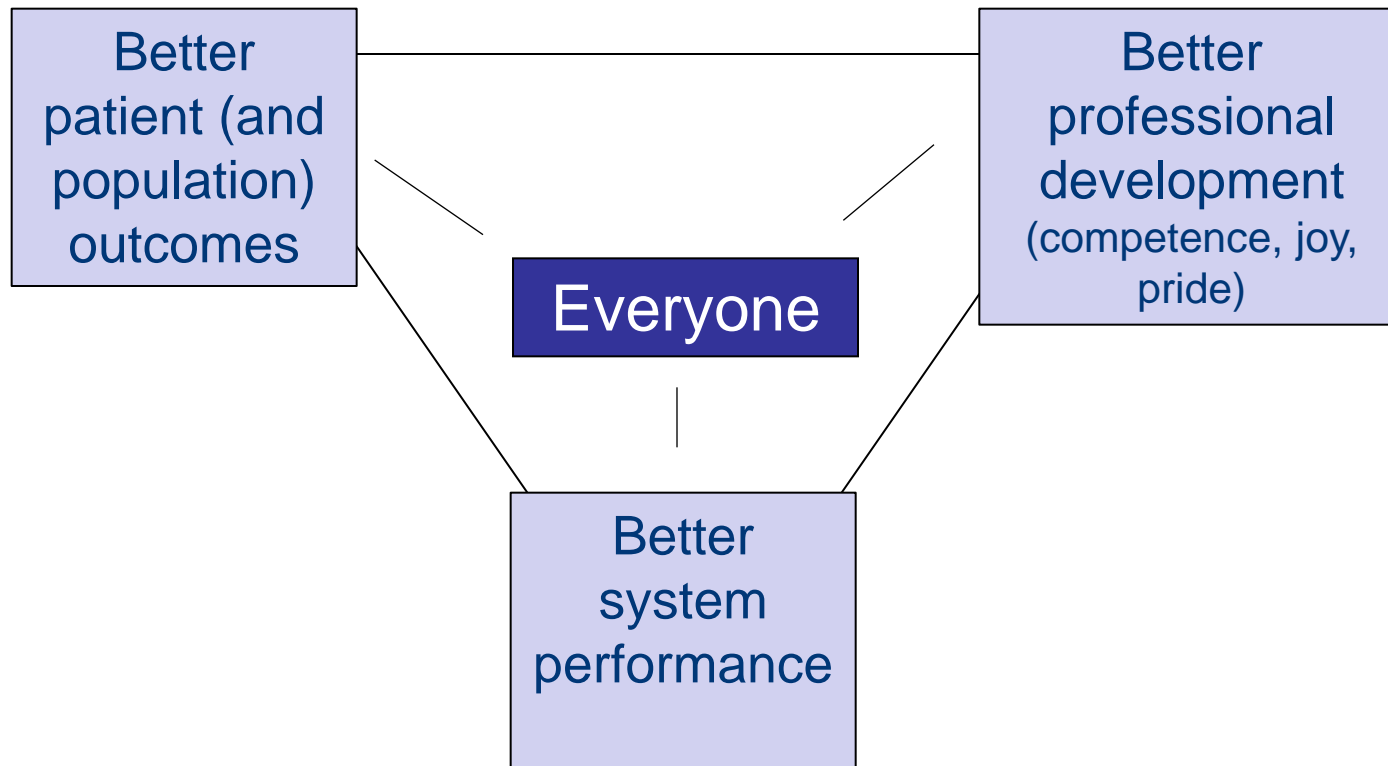 Better
patient (and
population)
outcomes
Better
professional
development
(competence, joy,
pride)
Everyone
Better
system
performance